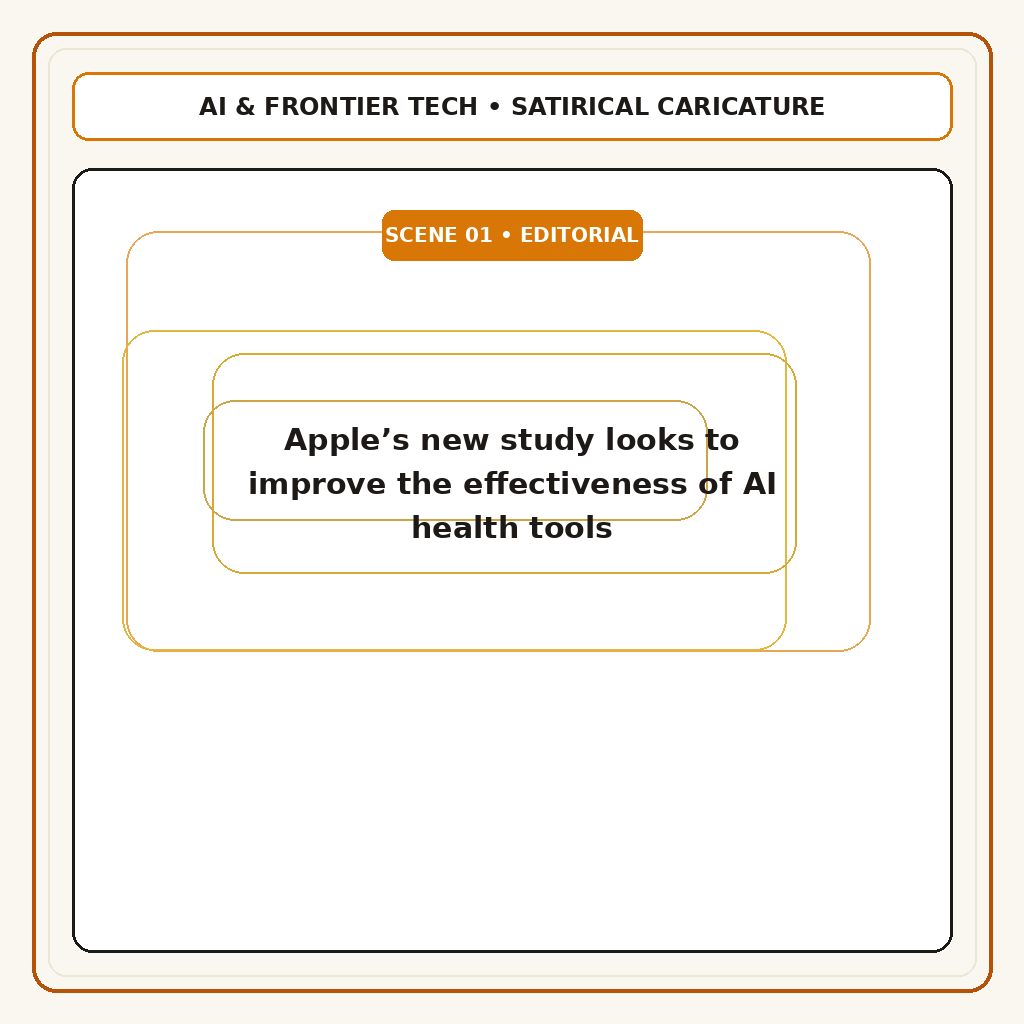 AI & FRONTIER TECH • SATIRICAL CARICATURE
SCENE 01 • EDITORIAL
Apple’s new study looks to
improve the effectiveness of AI
health tools